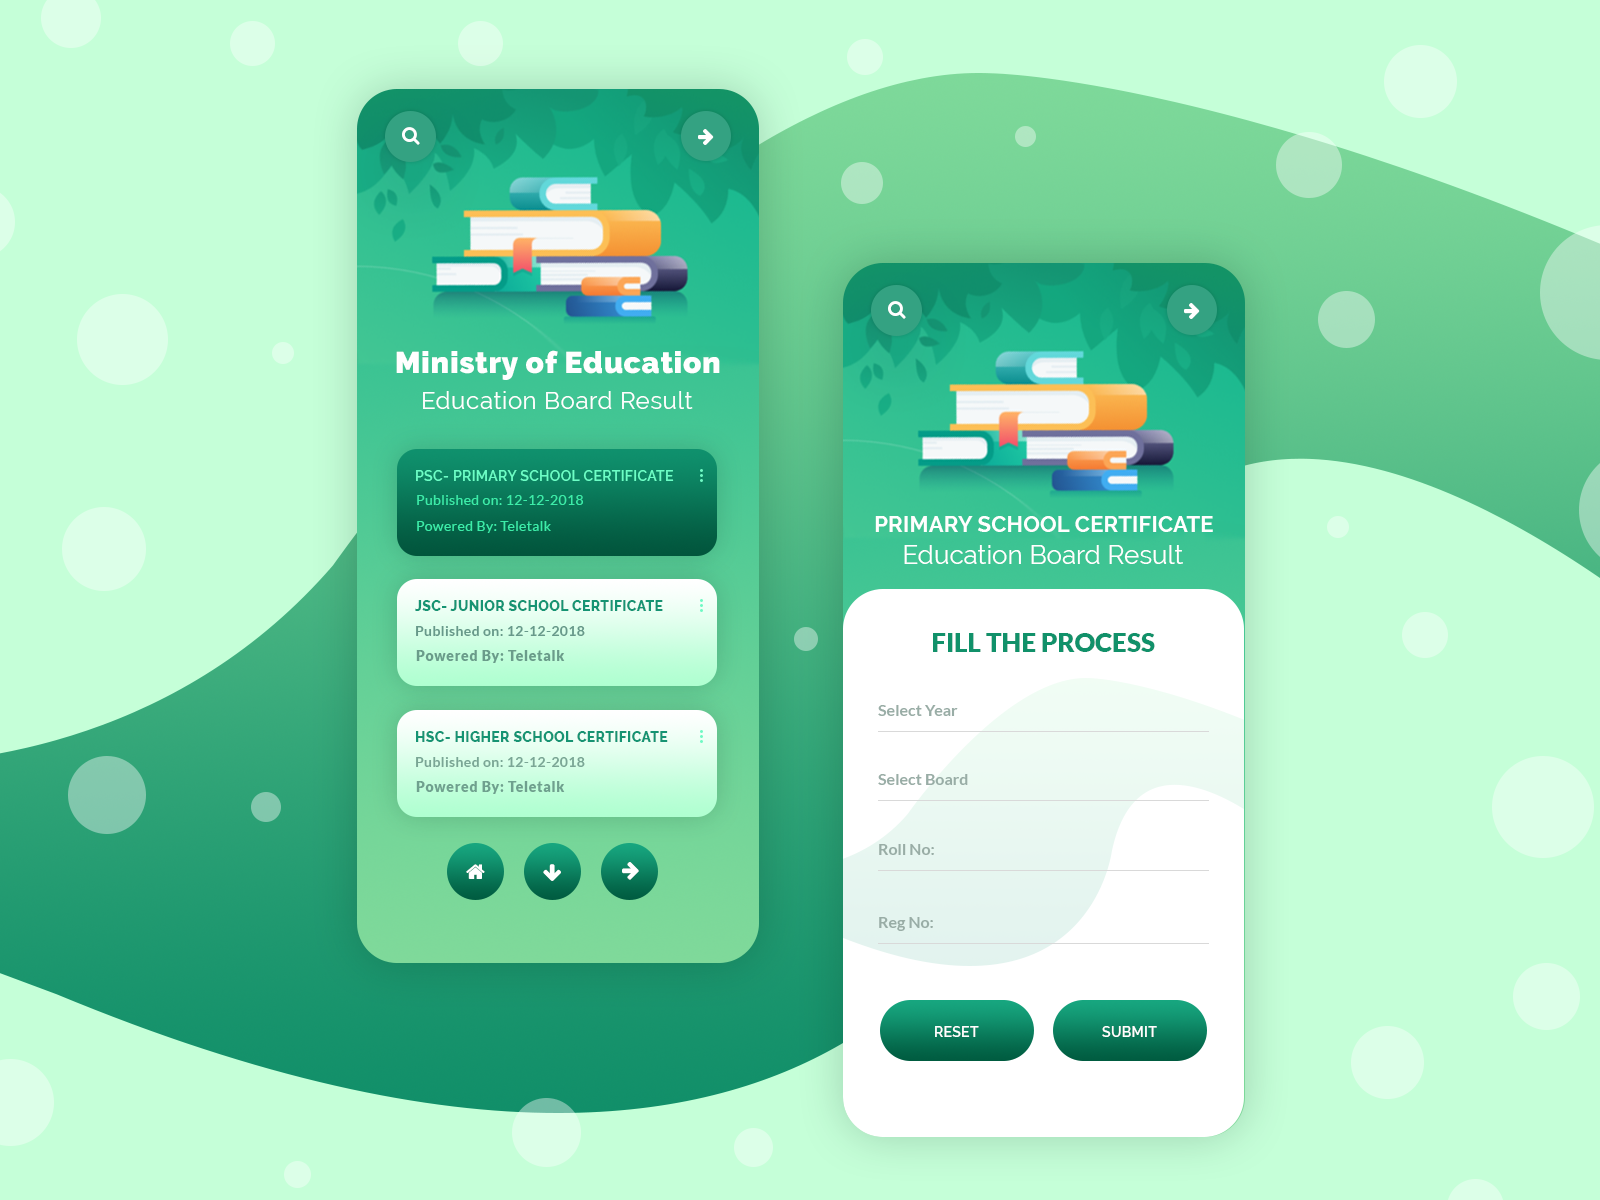 Ministry of Education
Education Board Result
PSC- PRIMARY SCHOOL CERTIFICATE
Published on: 12-12-2018
Powered By: Teletalk
JSC- JUNIOR SCHOOL CERTIFICATE
Published on: 12-12-2018
Powered By: Teletalk
HSC- HIGHER SCHOOL CERTIFICATE
Published on: 12-12-2018
Powered By: Teletalk
PRIMARY SCHOOL CERTIFICATE
Education Board Result
FILL THE PROCESS
Select Year
Select Board
Roll No:
Reg No:
RESET
SUBMIT